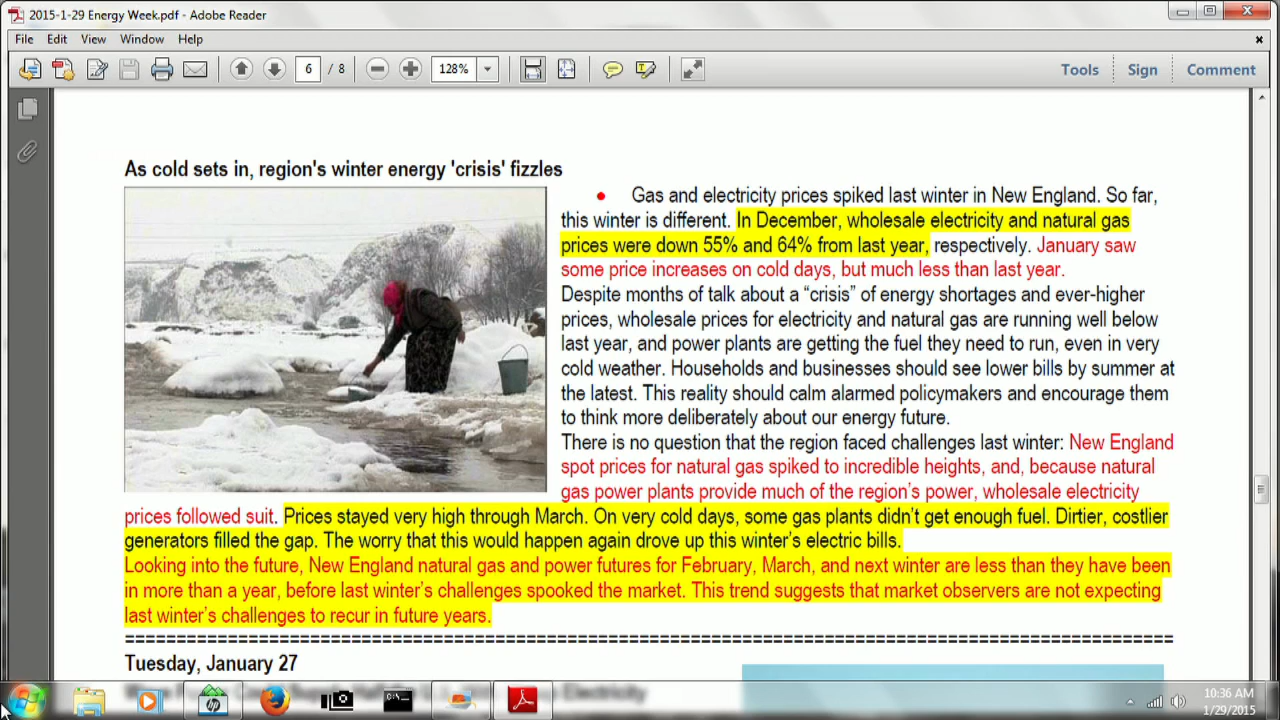 2015-1-29 Energy Week.pdf - Adobe Reader
File Edit View Window Help
6 / 8 128% Tools Sign Comment
As cold sets in, region's winter energy 'crisis' fizzles
Gas and electricity prices spiked last winter in New England. So far,
this winter is different. In December, wholesale electricity and natural gas
prices were down 55% and 64% from last year, respectively. January saw
some price increases on cold days, but much less than last year.
Despite months of talk about a “crisis” of energy shortages and ever-higher
prices, wholesale prices for electricity and natural gas are running well below
last year, and power plants are getting the fuel they need to run, even in very
cold weather. Households and businesses should see lower bills by summer at
the latest. This reality should calm alarmed policymakers and encourage them
to think more deliberately about our energy future.
There is no question that the region faced challenges last winter: New England
spot prices for natural gas spiked to incredible heights, and, because natural
gas power plants provide much of the region’s power, wholesale electricity
prices followed suit. Prices stayed very high through March. On very cold days, some gas plants didn’t get enough fuel. Dirtier, costlier
generators filled the gap. The worry that this would happen again drove up this winter’s electric bills.
Looking into the future, New England natural gas and power futures for February, March, and next winter are less than they have been
in more than a year, before last winter’s challenges spooked the market. This trend suggests that market observers are not expecting
last winter’s challenges to recur in future years.
Tuesday, January 27
Electricity
hp
10:36 AM
1/29/2015